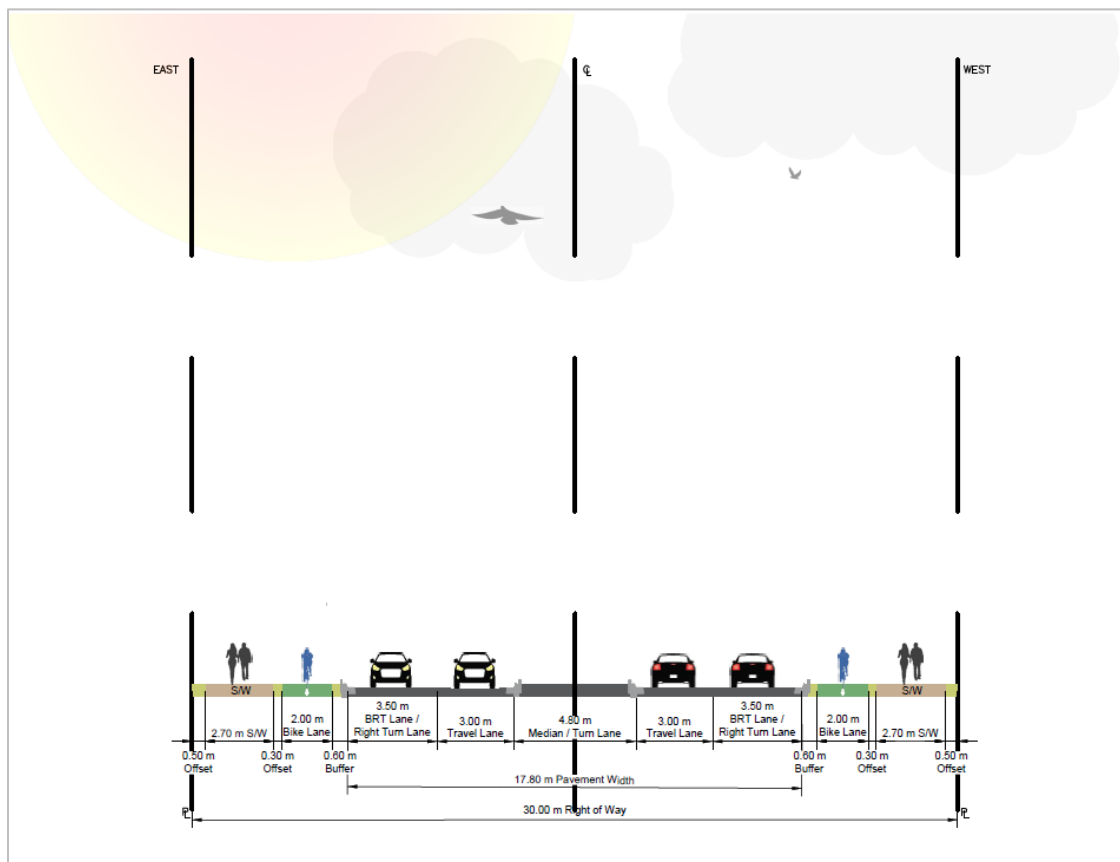 EAST
℄
WEST
S/W
S/W
3.50 m
BRT Lane /
Right Turn Lane
3.00 m
Travel Lane
4.80 m
Median / Turn Lane
3.00 m
Travel Lane
3.50 m
BRT Lane /
Right Turn Lane
2.70 m S/W
2.00 m
Bike Lane
2.00 m
Bike Lane
2.70 m S/W
0.50 m
Offset
0.30 m
Offset
0.60 m
Buffer
0.60 m
Buffer
0.30 m
Offset
0.50 m
Offset
17.80 m Pavement Width
30.00 m Right of Way
PL
PL